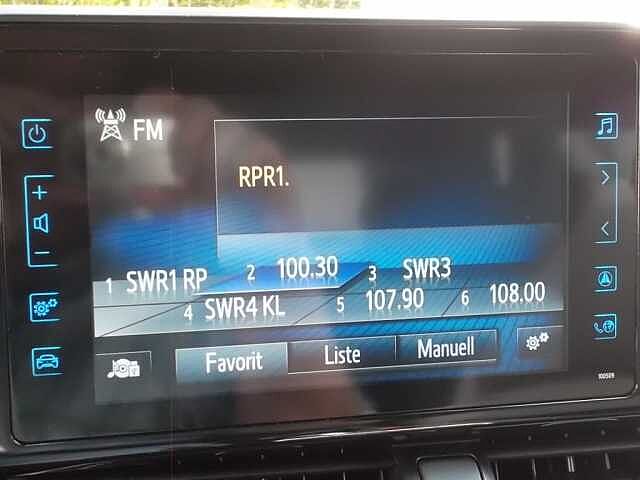 FM
RPR1.
1 SWR1 RP 2 100.30 3 SWR3
4 SWR4 KL 5 107.90 6 108.00
Favorit Liste Manuell
100509